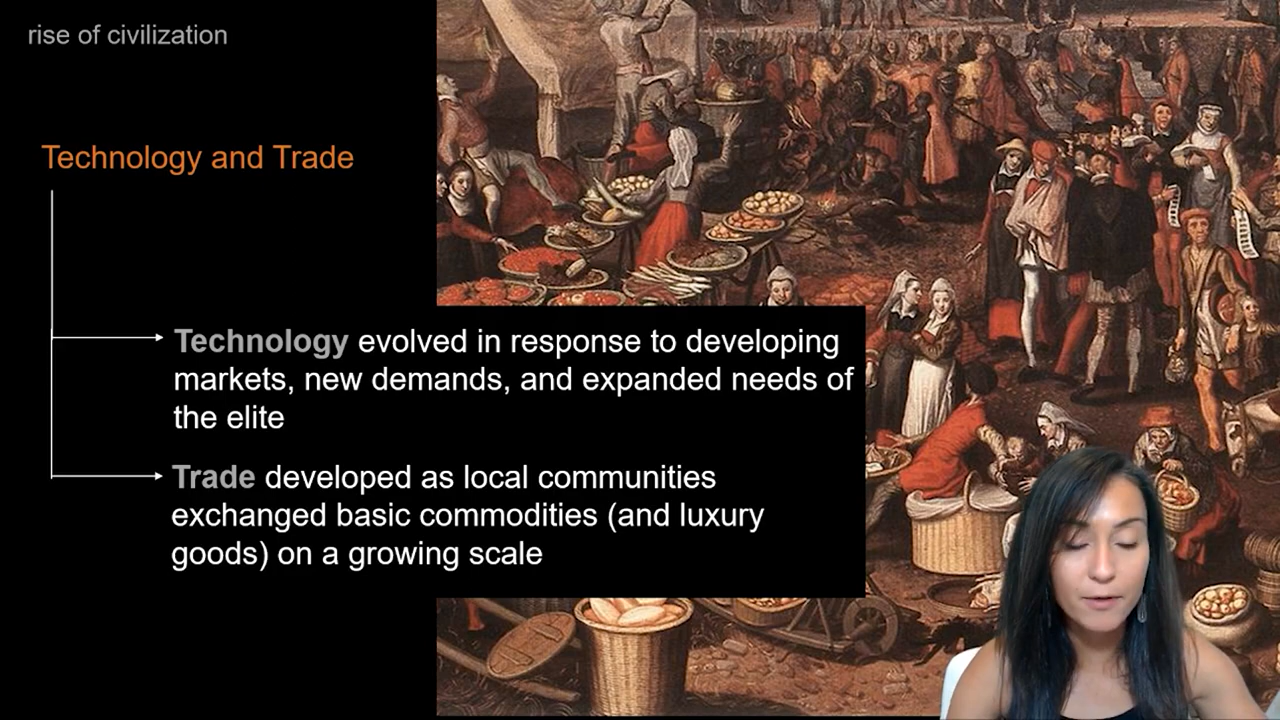 rise of civilization
Technology and Trade
Technology evolved in response to developing
markets, new demands, and expanded needs of
the elite
Trade developed as local communities
exchanged basic commodities (and luxury
goods) on a growing scale